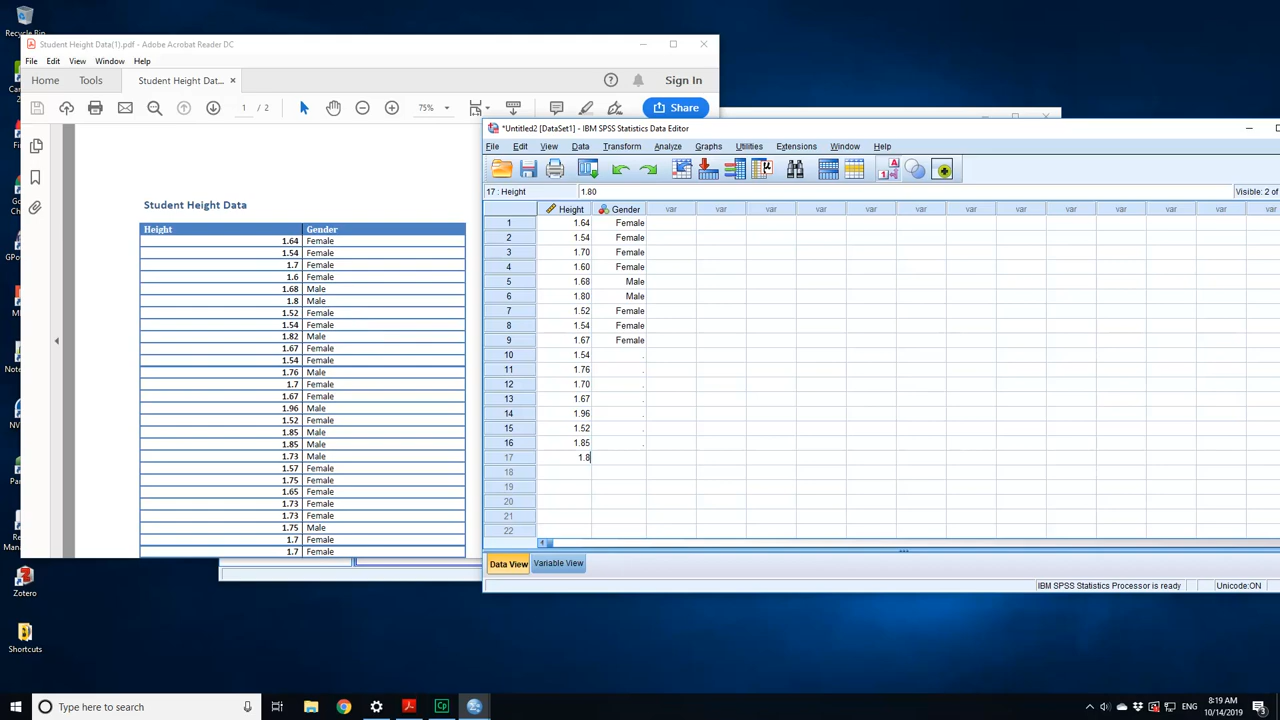 Recycle Bin
Student Height Data(1).pdf - Adobe Acrobat Reader DC
File Edit View Window Help
Home Tools Student Height Dat... × Sign In
1 / 2 75% Share
Student Height Data
Height Gender
1.64 Female
1.54 Female
1.7 Female
1.6 Female
1.68 Male
1.8 Male
1.52 Female
1.54 Female
1.82 Male
1.67 Female
1.54 Female
1.76 Male
1.7 Female
1.67 Female
1.96 Male
1.52 Female
1.85 Male
1.85 Male
1.73 Male
1.57 Female
1.75 Female
1.65 Female
1.73 Female
1.73 Female
1.75 Male
1.7 Female
1.7 Female
*Untitled2 [DataSet1] - IBM SPSS Statistics Data Editor
File Edit View Data Transform Analyze Graphs Utilities Extensions Window Help
17 : Height 1.80 Visible: 2 of
Height Gender var var var var var var var var var var var var var
1 1.64 Female
2 1.54 Female
3 1.70 Female
4 1.60 Female
5 1.68 Male
6 1.80 Male
7 1.52 Female
8 1.54 Female
9 1.67 Female
10 1.54 .
11 1.76 .
12 1.70 .
13 1.67 .
14 1.96 .
15 1.52 .
16 1.85 .
17 1.8
18
19
20
21
22
Data View Variable View
IBM SPSS Statistics Processor is ready Unicode:ON
Zotero
Shortcuts
Type here to search
ENG
8:19 AM
10/14/2019
3